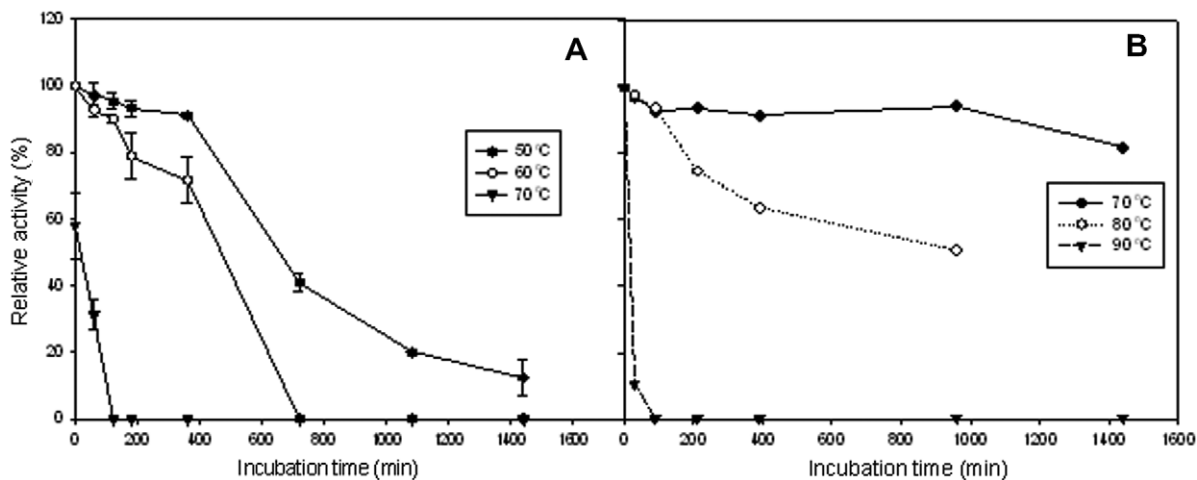 120
100
80
60
40
20
0
Relative activity (%)
A
50 °C
60 °C
70 °C
0 200 400 600 800 1000 1200 1400 1600
Incubation time (min)
B
70 °C
80 °C
90 °C
0 200 400 600 800 1000 1200 1400 1600
Incubation time (min)